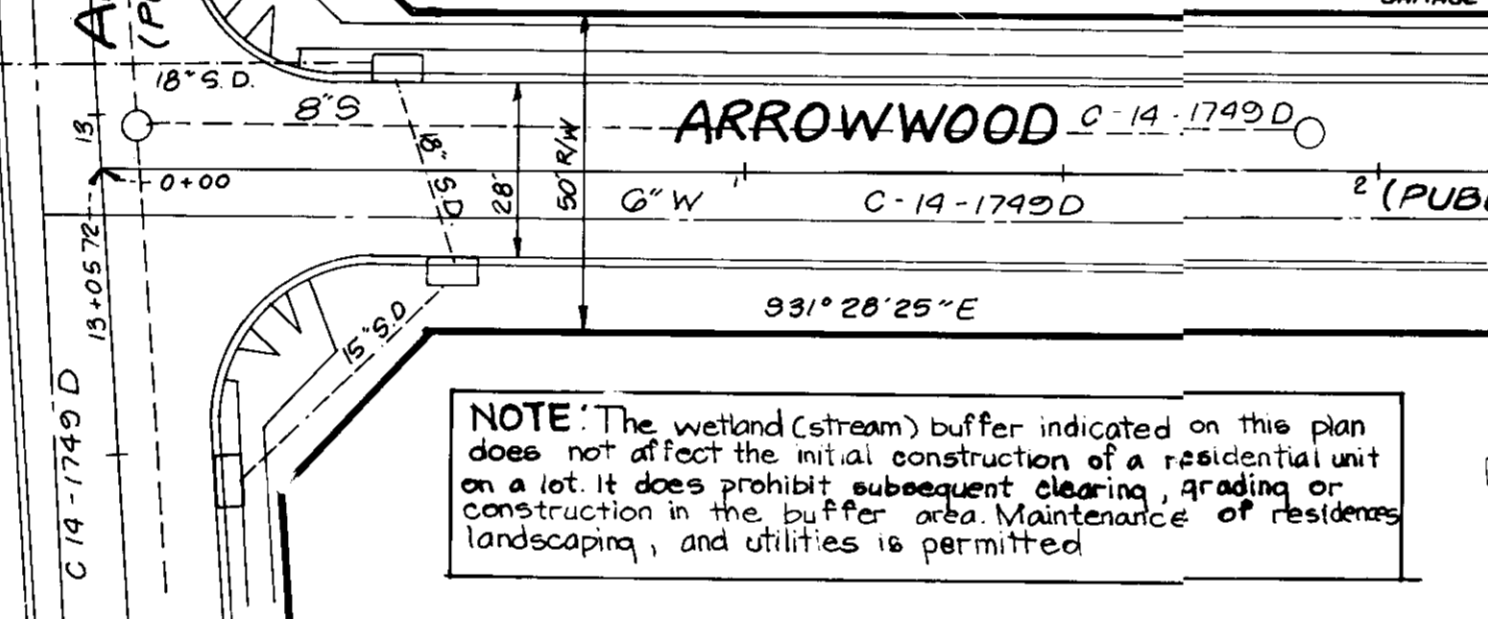 18" S.D.
8"S
ARROWWOOD C-14-1749D
13
18" S.D.
28'
50' R/W
0+00
6" W
C-14-1749D
2 (PUB
13+05 72
931° 28' 25" E
15" S.D
C 14-1749 D
NOTE: The wetland (stream) buffer indicated on this plan
does not affect the initial construction of a residential unit
on a lot. It does prohibit subsequent clearing, grading or
construction in the buffer area. Maintenance of residences
landscaping, and utilities is permitted